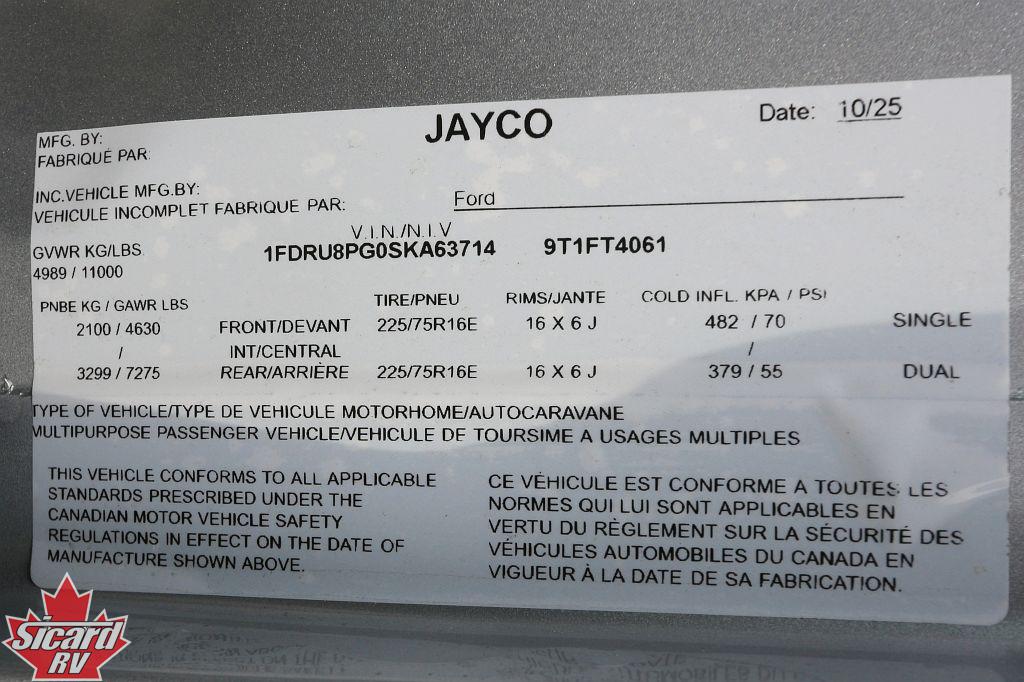 JAYCO
Date: 10/25
MFG. BY:
FABRIQUÉ PAR:
INC.VEHICLE MFG.BY:
VEHICULE INCOMPLET FABRIQUE PAR: Ford
V.I.N./N.I.V
GVWR KG/LBS 1FDRU8PG0SKA63714 9T1FT4061
4989 / 11000
PNBE KG / GAWR LBS TIRE/PNEU RIMS/JANTE COLD INFL. KPA / PSI
2100 / 4630 FRONT/DEVANT 225/75R16E 16 X 6 J 482 / 70 SINGLE
/ INT/CENTRAL /
3299 / 7275 REAR/ARRIÈRE 225/75R16E 16 X 6 J 379 / 55 DUAL
TYPE OF VEHICLE/TYPE DE VEHICULE MOTORHOME/AUTOCARAVANE
MULTIPURPOSE PASSENGER VEHICLE/VEHICULE DE TOURSIME A USAGES MULTIPLES
THIS VEHICLE CONFORMS TO ALL APPLICABLE
STANDARDS PRESCRIBED UNDER THE
CANADIAN MOTOR VEHICLE SAFETY
REGULATIONS IN EFFECT ON THE DATE OF
MANUFACTURE SHOWN ABOVE.
CE VÉHICULE EST CONFORME A TOUTES LES
NORMES QUI LUI SONT APPLICABLES EN
VERTU DU RÈGLEMENT SUR LA SÉCURITÉ DES
VÉHICULES AUTOMOBILES DU CANADA EN
VIGUEUR À LA DATE DE SA FABRICATION.
Sicard
RV